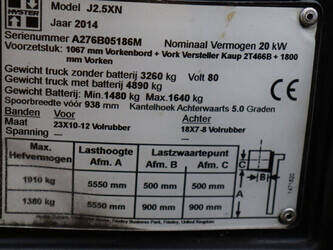 HYSTER
Model J2.5XN
Jaar 2014
Serienummer A276B05186M Nominaal Vermogen 20 kW
Voorzetstuk: 1067 mm Vorkenbord + Vork Versteller Kaup 2T466B + 1800
mm Vorken
Gewicht truck zonder batterij 3260 kg Volt 80
Gewicht truck met batterij 4890 kg
Gewicht Batterij Min.1480 kg Max.1640 kg
Spoorbreedte vóór 938 mm Kantelhoek Achterwaarts 5.0 Graden
Banden Voor Achter
Maat 23X10-12 Volrubber 18X7-8 Volrubber
Spanning — —
Max. Hefvermogen Lasthoogte Afm. A Lastzwaartepunt Afm. B Afm. C
1910 kg 5550 mm 500 mm 500 mm
1380 kg 5550 mm 900 mm 900 mm
C
B
A